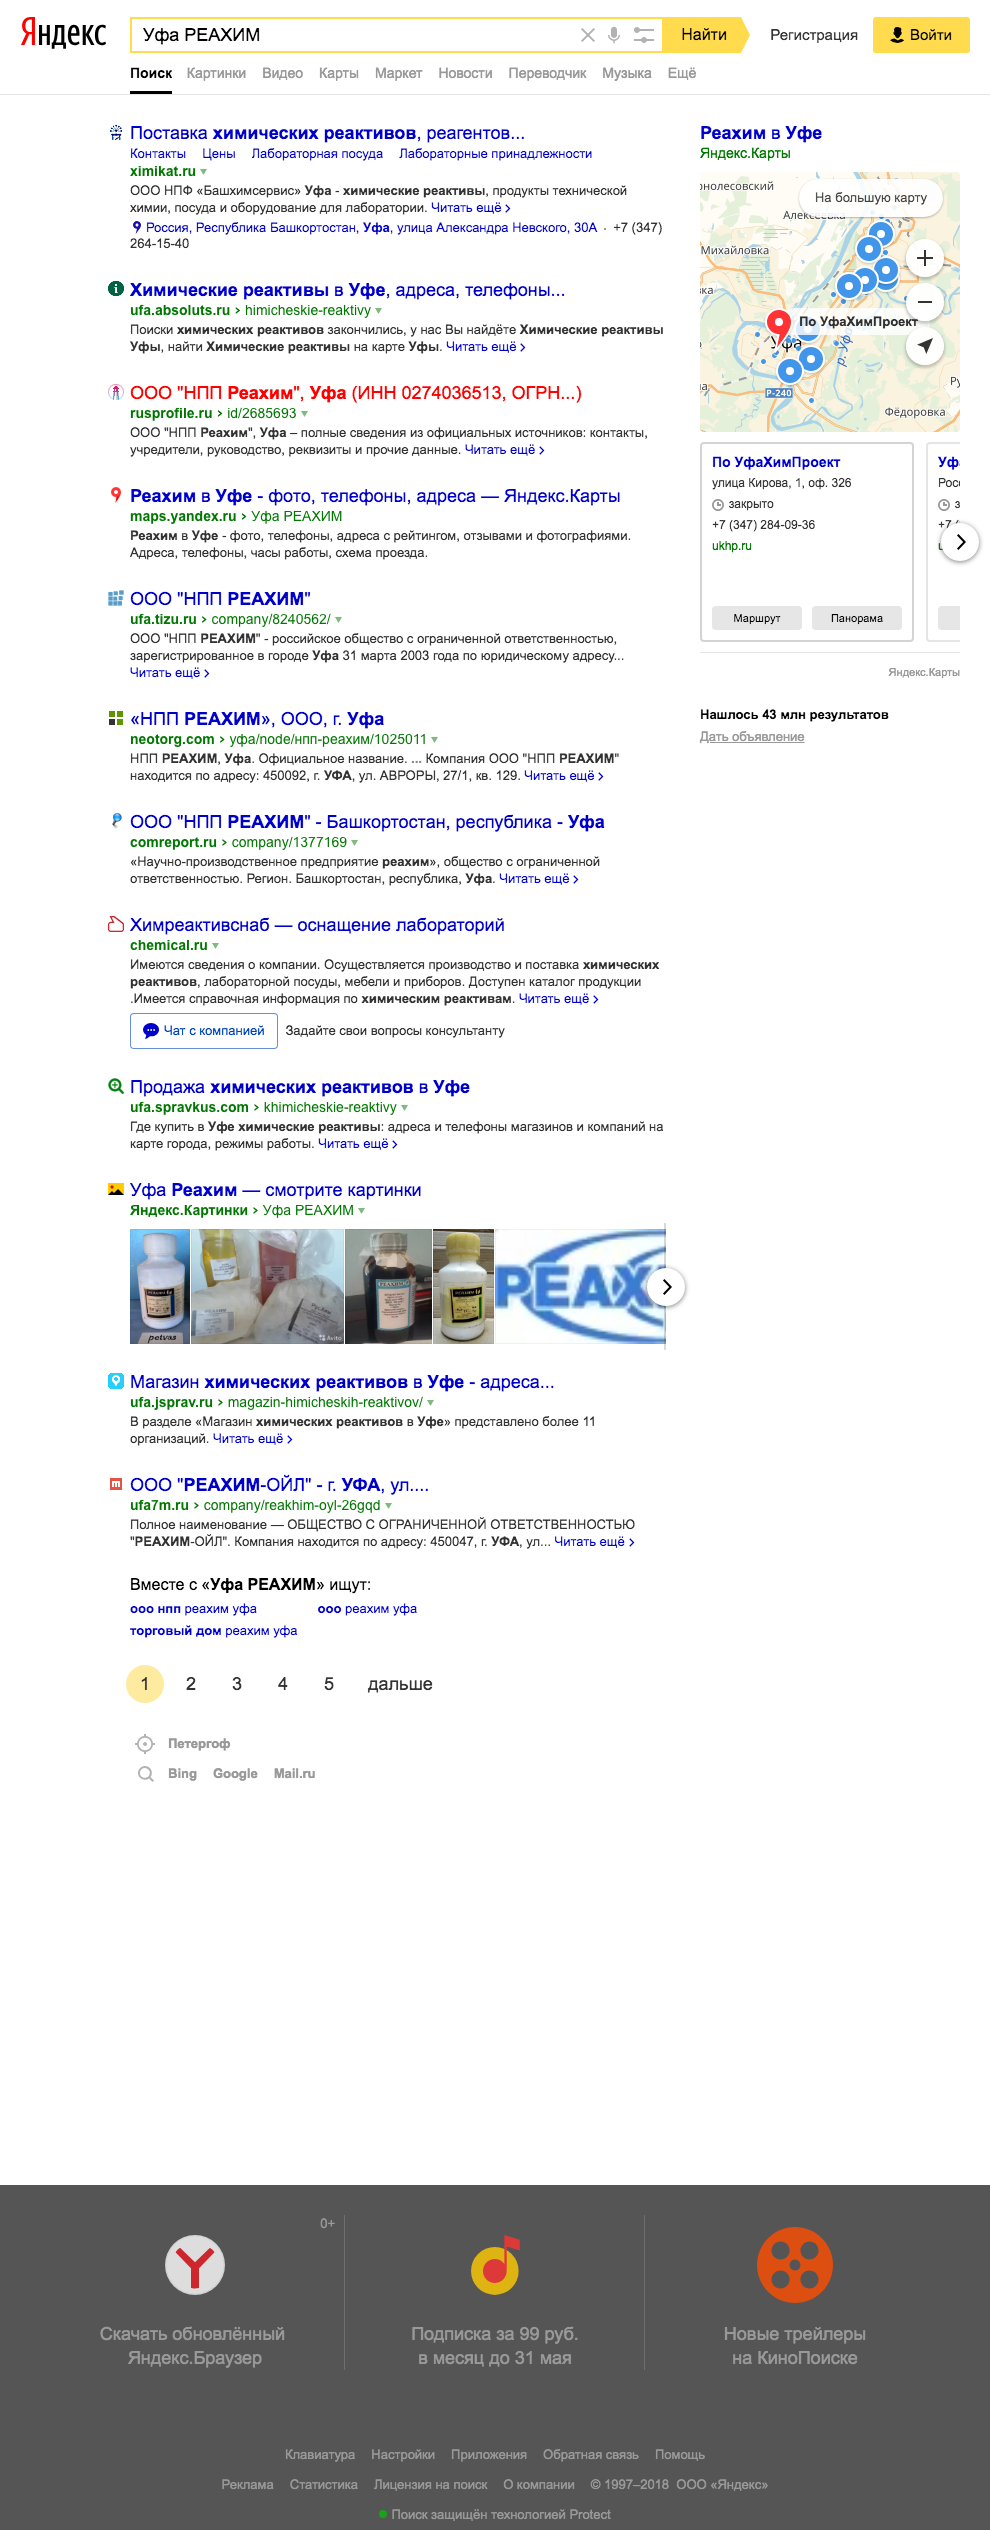 Яндекс
Уфа РЕАХИМ
Найти
Регистрация
Войти
Поиск Картинки Видео Карты Маркет Новости Переводчик Музыка Ещё
Поставка химических реактивов, реагентов...
Контакты Цены Лабораторная посуда Лабораторные принадлежности
ximikat.ru
ООО НПФ «Башхимсервис» Уфа - химические реактивы, продукты технической
химии, посуда и оборудование для лаборатории. Читать ещё
Россия, Республика Башкортостан, Уфа, улица Александра Невского, 30А · +7 (347)
264-15-40
Химические реактивы в Уфе, адреса, телефоны...
ufa.absoluts.ru › himicheskie-reaktivy
Поиски химических реактивов закончились, у нас Вы найдёте Химические реактивы
Уфы, найти Химические реактивы на карте Уфы. Читать ещё
ООО "НПП Реахим", Уфа (ИНН 0274036513, ОГРН...)
rusprofile.ru › id/2685693
ООО "НПП Реахим", Уфа – полные сведения из официальных источников: контакты,
учредители, руководство, реквизиты и прочие данные. Читать ещё
Реахим в Уфе - фото, телефоны, адреса — Яндекс.Карты
maps.yandex.ru › Уфа РЕАХИМ
Реахим в Уфе - фото, телефоны, адреса с рейтингом, отзывами и фотографиями.
Адреса, телефоны, часы работы, схема проезда.
ООО "НПП РЕАХИМ"
ufa.tizu.ru › company/8240562/
ООО "НПП РЕАХИМ" - российское общество с ограниченной ответственностью,
зарегистрированное в городе Уфа 31 марта 2003 года по юридическому адресу...
Читать ещё
«НПП РЕАХИМ», ООО, г. Уфа
neotorg.com › уфа/node/нпп-реахим/1025011
НПП РЕАХИМ, Уфа. Официальное название. ... Компания ООО "НПП РЕАХИМ"
находится по адресу: 450092, г. УФА, ул. АВРОРЫ, 27/1, кв. 129. Читать ещё
ООО "НПП РЕАХИМ" - Башкортостан, республика - Уфа
comreport.ru › company/1377169
«Научно-производственное предприятие реахим», общество с ограниченной
ответственностью. Регион. Башкортостан, республика, Уфа. Читать ещё
Химреактивснаб — оснащение лабораторий
chemical.ru
Имеются сведения о компании. Осуществляется производство и поставка химических
реактивов, лабораторной посуды, мебели и приборов. Доступен каталог продукции
.Имеется справочная информация по химическим реактивам. Читать ещё
Чат с компанией Задайте свои вопросы консультанту
Продажа химических реактивов в Уфе
ufa.spravkus.com › khimicheskie-reaktivy
Где купить в Уфе химические реактивы: адреса и телефоны магазинов и компаний на
карте города, режимы работы. Читать ещё
Уфа Реахим — смотрите картинки
Яндекс.Картинки › Уфа РЕАХИМ
petvas
Avito
РЕАХ
Магазин химических реактивов в Уфе - адреса...
ufa.jsprav.ru › magazin-himicheskih-reaktivov/
В разделе «Магазин химических реактивов в Уфе» представлено более 11
организаций. Читать ещё
ООО "РЕАХИМ-ОЙЛ" - г. УФА, ул....
ufa7m.ru › company/reakhim-oyl-26gqd
Полное наименование — ОБЩЕСТВО С ОГРАНИЧЕННОЙ ОТВЕТСТВЕННОСТЬЮ
"РЕАХИМ-ОЙЛ". Компания находится по адресу: 450047, г. УФА, ул... Читать ещё
Вместе с «Уфа РЕАХИМ» ищут:
ооо нпп реахим уфа ооо реахим уфа
торговый дом реахим уфа
1 2 3 4 5 дальше
Петергоф
Bing Google Mail.ru
Реахим в Уфе
Яндекс.Карты
рнолесовский
На большую карту
Алексеевка
Михайловка
вка
По УфаХимПроект
Уфа
р. Уф
Р-240
Ру
Фёдоровка
По УфаХимПроект
улица Кирова, 1, оф. 326
закрыто
+7 (347) 284-09-36
ukhp.ru
Маршрут Панорама
Уфа
Росс
з
+7 (
Яндекс.Карты
Нашлось 43 млн результатов
Дать объявление
0+
Скачать обновлённый
Яндекс.Браузер
Подписка за 99 руб.
в месяц до 31 мая
Новые трейлеры
на КиноПоиске
Клавиатура Настройки Приложения Обратная связь Помощь
Реклама Статистика Лицензия на поиск О компании © 1997–2018 ООО «Яндекс»
Поиск защищён технологией Protect